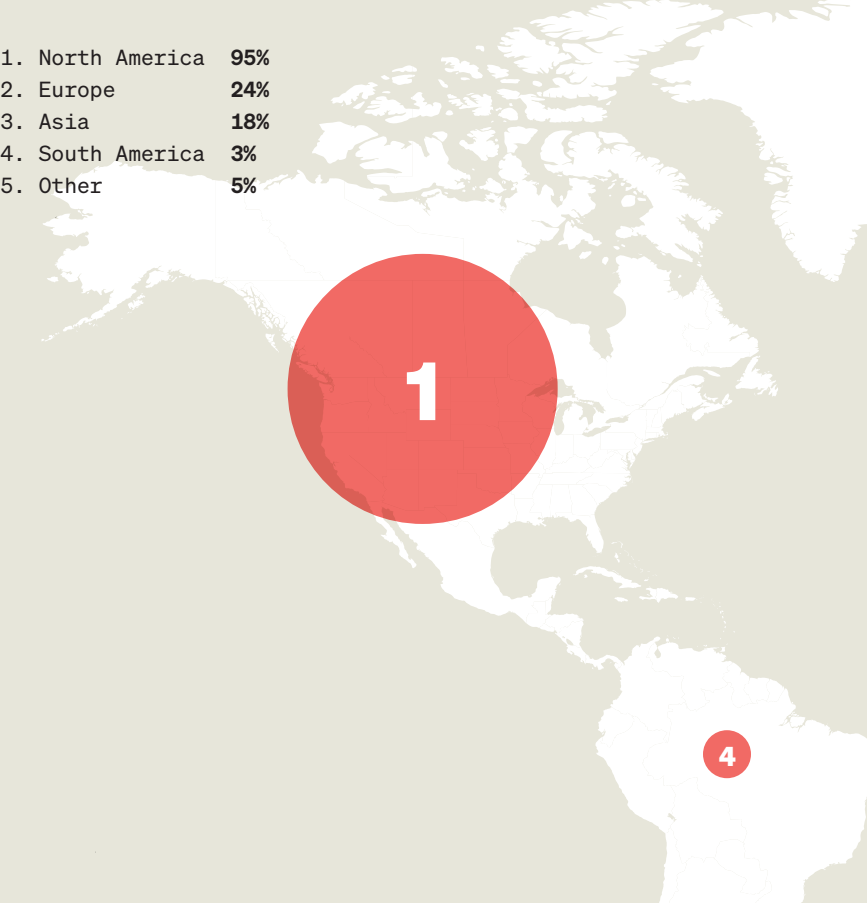 1. North America 95%
2. Europe 24%
3. Asia 18%
4. South America 3%
5. Other 5%
1
4